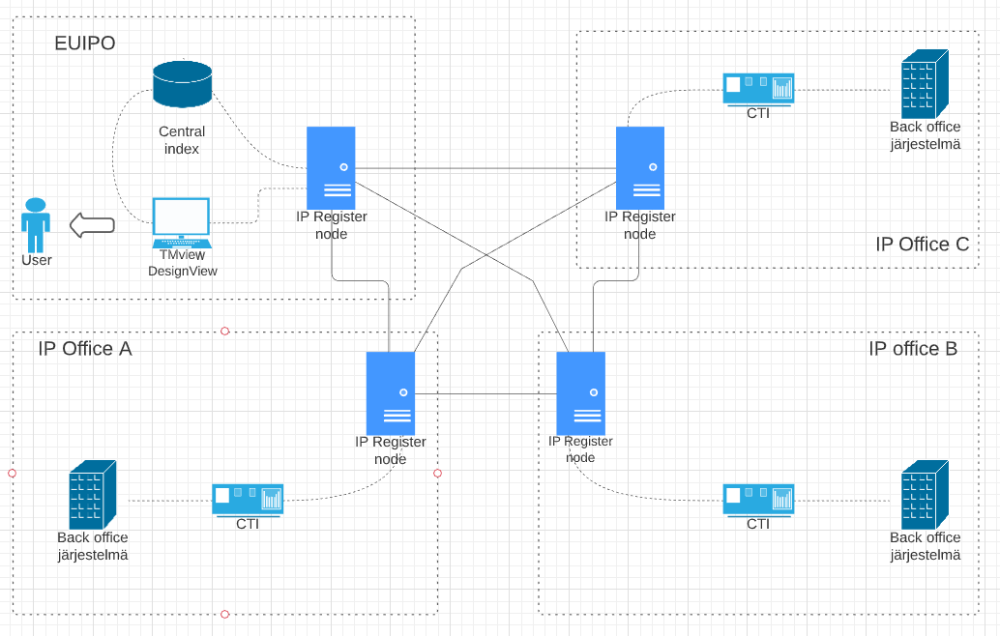 EUIPO
Central
index
IP Register
node
User
TMview
DesignView
CTI
Back office
järjestelmä
IP Register
node
IP Office C
IP Office A
IP Register
node
Back office
järjestelmä
CTI
IP office B
IP Register
node
CTI
Back office
järjestelmä